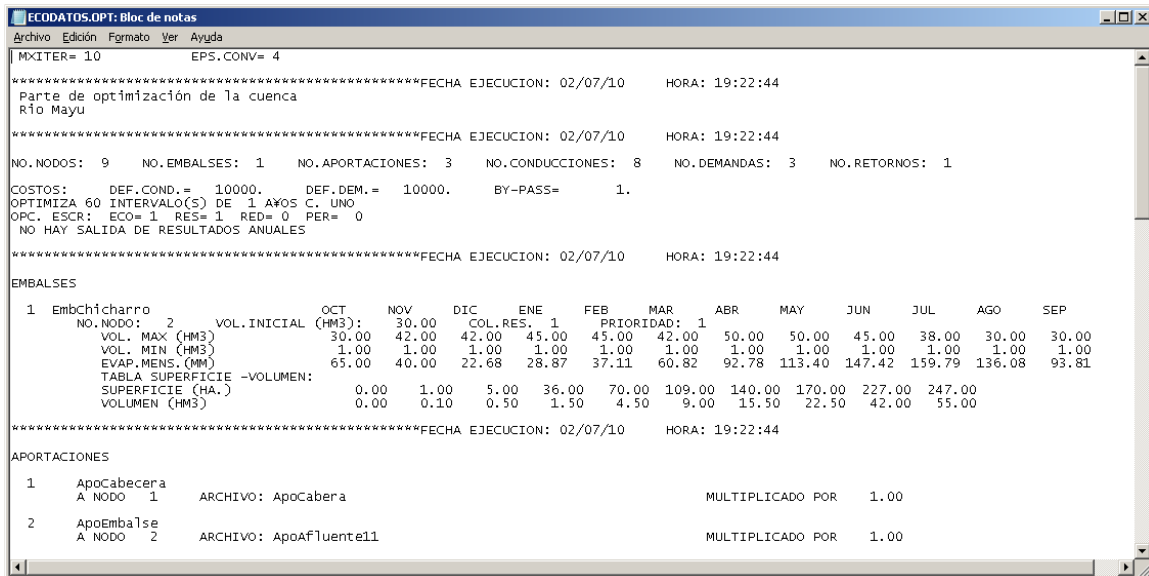 ECODATOS.OPT: Bloc de notas
Archivo Edición Formato Ver Ayuda
MXITER= 10 EPS.CONV= 4
**************************************************FECHA EJECUCION: 02/07/10 HORA: 19:22:44
Parte de optimización de la cuenca
Río Mayu
**************************************************FECHA EJECUCION: 02/07/10 HORA: 19:22:44
NO.NODOS: 9 NO.EMBALSES: 1 NO.APORTACIONES: 3 NO.CONDUCCIONES: 8 NO.DEMANDAS: 3 NO.RETORNOS: 1
COSTOS: DEF.COND.= 10000. DEF.DEM.= 10000. BY-PASS= 1.
OPTIMIZA 60 INTERVALO(S) DE 1 A¥OS C. UNO
OPC. ESCR: ECO= 1 RES= 1 RED= 0 PER= 0
NO HAY SALIDA DE RESULTADOS ANUALES
**************************************************FECHA EJECUCION: 02/07/10 HORA: 19:22:44
EMBALSES
1 EmbChicharro OCT NOV DIC ENE FEB MAR ABR MAY JUN JUL AGO SEP
NO.NODO: 2 VOL.INICIAL (HM3): 30.00 COL.RES. 1 PRIORIDAD: 1
VOL. MAX (HM3) 30.00 42.00 42.00 45.00 45.00 42.00 50.00 50.00 45.00 38.00 30.00 30.00
VOL. MIN (HM3) 1.00 1.00 1.00 1.00 1.00 1.00 1.00 1.00 1.00 1.00 1.00 1.00
EVAP.MENS.(MM) 65.00 40.00 22.68 28.87 37.11 60.82 92.78 113.40 147.42 159.79 136.08 93.81
TABLA SUPERFICIE -VOLUMEN:
SUPERFICIE (HA.) 0.00 1.00 5.00 36.00 70.00 109.00 140.00 170.00 227.00 247.00
VOLUMEN (HM3) 0.00 0.10 0.50 1.50 4.50 9.00 15.50 22.50 42.00 55.00
**************************************************FECHA EJECUCION: 02/07/10 HORA: 19:22:44
APORTACIONES
1 ApoCabecera
A NODO 1 ARCHIVO: ApoCabera MULTIPLICADO POR 1.00
2 ApoEmbalse
A NODO 2 ARCHIVO: ApoAfluente11 MULTIPLICADO POR 1.00